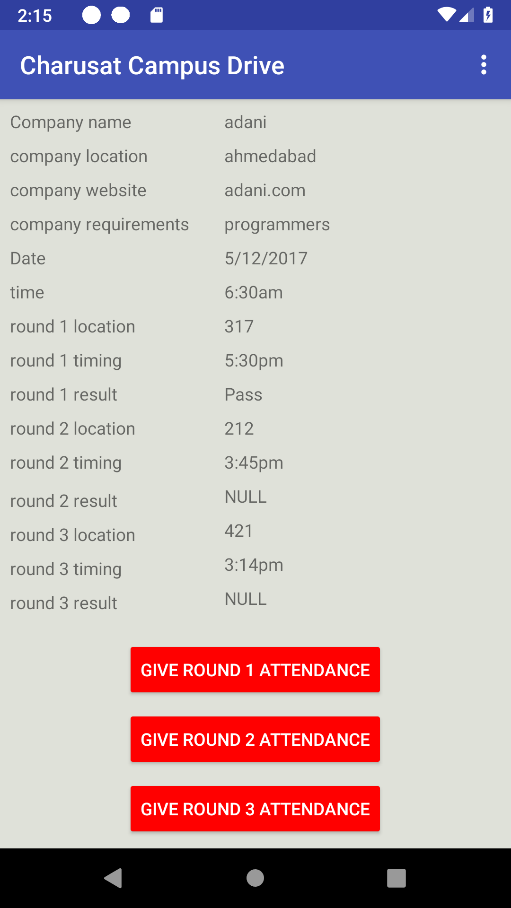 2:15
Charusat Campus Drive
Company name adani
company location ahmedabad
company website adani.com
company requirements programmers
Date 5/12/2017
time 6:30am
round 1 location 317
round 1 timing 5:30pm
round 1 result Pass
round 2 location 212
round 2 timing 3:45pm
round 2 result NULL
round 3 location 421
round 3 timing 3:14pm
round 3 result NULL
GIVE ROUND 1 ATTENDANCE
GIVE ROUND 2 ATTENDANCE
GIVE ROUND 3 ATTENDANCE